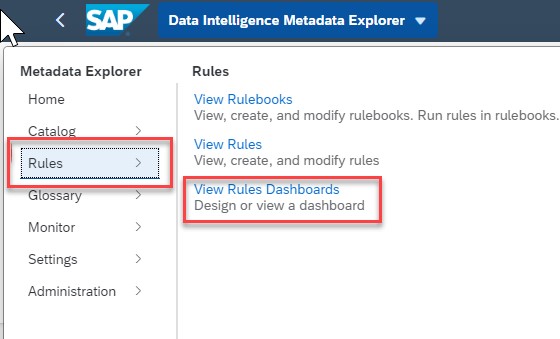 SAP Data Intelligence Metadata Explorer
Metadata Explorer
Home
Catalog
Rules
Glossary
Monitor
Settings
Administration
Rules
View Rulebooks
View, create, and modify rulebooks. Run rules in rulebooks.
View Rules
View, create, and modify rules
View Rules Dashboards
Design or view a dashboard